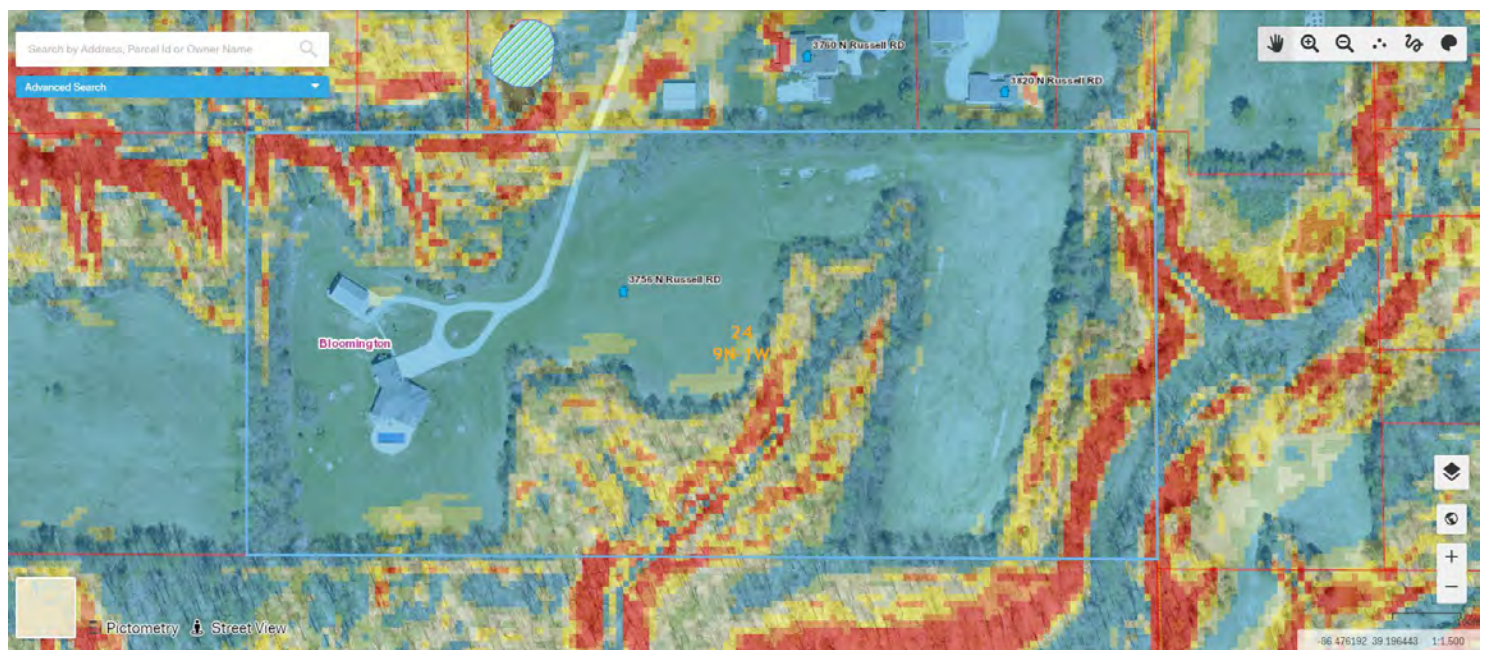 Search by Address, Parcel Id or Owner Name
Advanced Search
3760 N Russell RD
3820 N Russell RD
3756 N Russell RD
24
9N 1W
Bloomington
Pictometry
Street View
-86.476192 39.196443 1:1,500